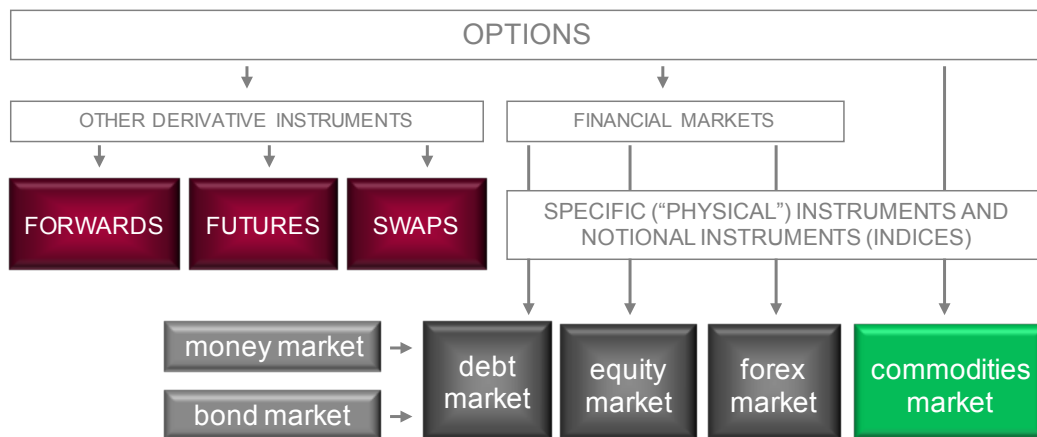 OPTIONS
OTHER DERIVATIVE INSTRUMENTS
FINANCIAL MARKETS
FORWARDS
FUTURES
SWAPS
SPECIFIC (“PHYSICAL”) INSTRUMENTS AND
NOTIONAL INSTRUMENTS (INDICES)
money market
bond market
debt
market
equity
market
forex
market
commodities
market